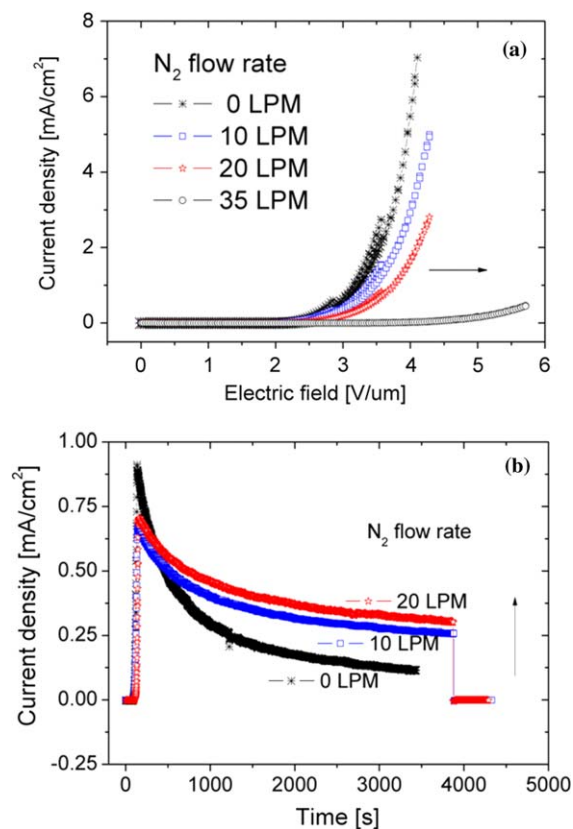 (a)
N₂ flow rate
0 LPM
10 LPM
20 LPM
35 LPM
Current density [mA/cm²]
8
6
4
2
0
0 1 2 3 4 5 6
Electric field [V/um]
(b)
N₂ flow rate
20 LPM
10 LPM
0 LPM
Current density [mA/cm²]
1.00
0.75
0.50
0.25
0.00
-0.25
0 1000 2000 3000 4000 5000
Time [s]